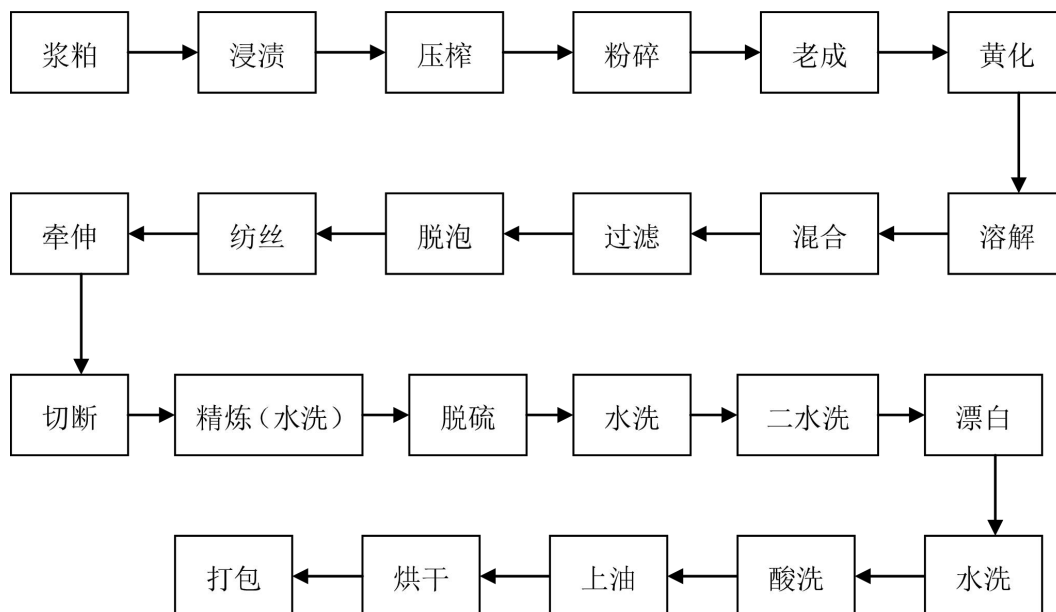 浆粕 浸渍 压榨 粉碎 老成 黄化
牵伸 纺丝 脱泡 过滤 混合 溶解
切断 精炼（水洗） 脱硫 水洗 二水洗 漂白
打包 烘干 上油 酸洗 水洗